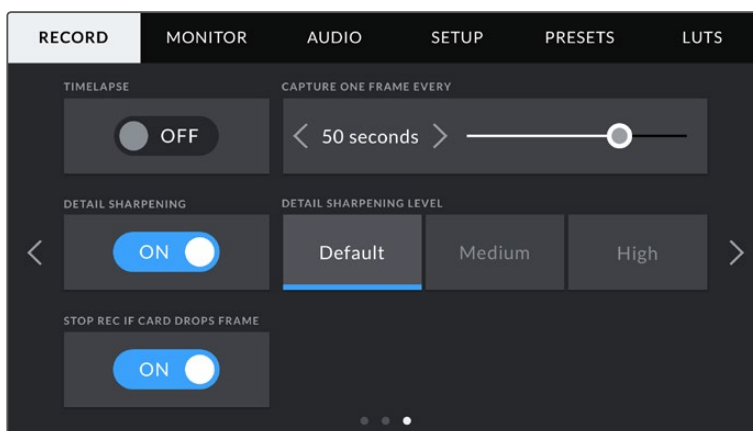 RECORD MONITOR AUDIO SETUP PRESETS LUTS
TIMELAPSE CAPTURE ONE FRAME EVERY
OFF 50 seconds
DETAIL SHARPENING DETAIL SHARPENING LEVEL
ON Default Medium High
STOP REC IF CARD DROPS FRAME
ON